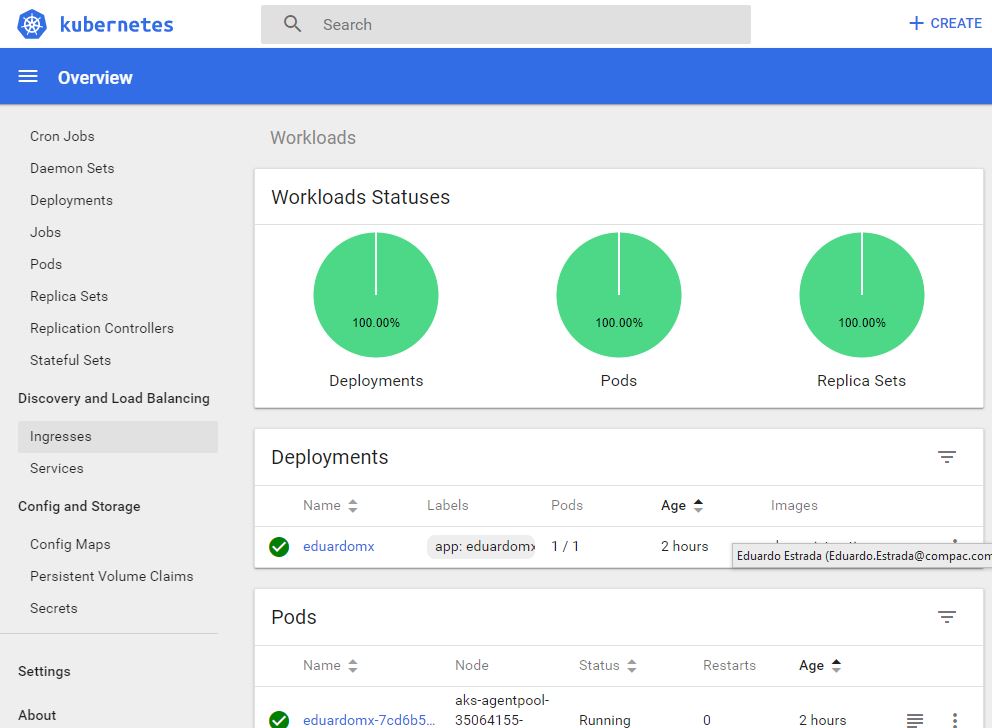 kubernetes
Search
CREATE
Overview
Cron Jobs
Daemon Sets
Deployments
Jobs
Pods
Replica Sets
Replication Controllers
Stateful Sets
Discovery and Load Balancing
Ingresses
Services
Config and Storage
Config Maps
Persistent Volume Claims
Secrets
Settings
About
Workloads
Workloads Statuses
100.00% 100.00% 100.00%
Deployments Pods Replica Sets
Deployments
Name Labels Pods Age Images
eduardomx app: eduardomx 1 / 1 2 hours
Eduardo Estrada (Eduardo.Estrada@compac.com
Pods
Name Node Status Restarts Age
aks-agentpool-
eduardomx-7cd6b5... 35064155- Running 0 2 hours